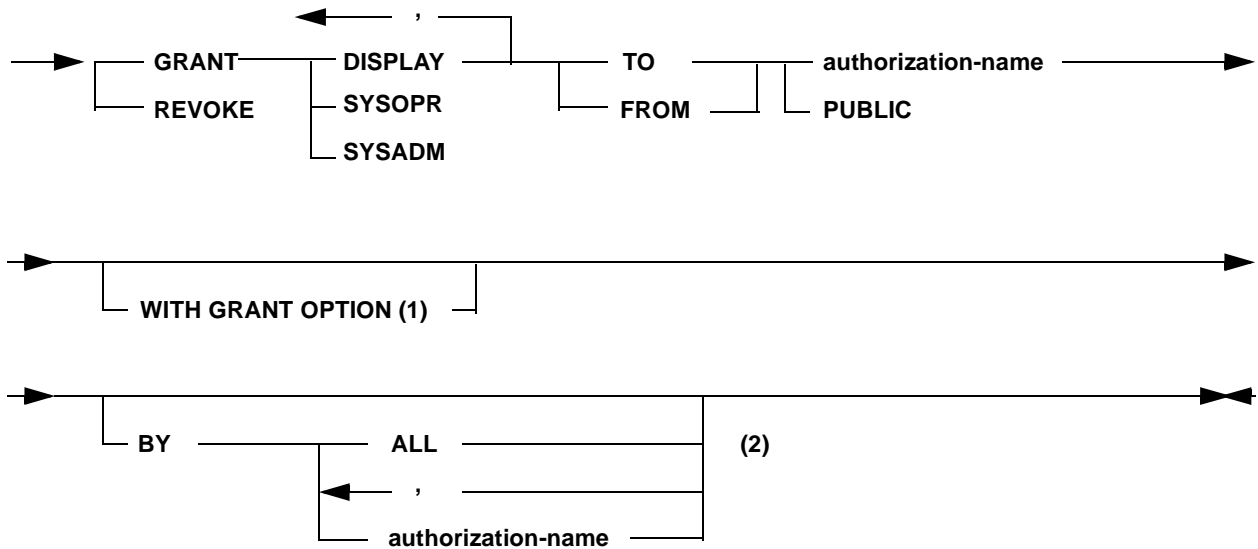 ,
GRANT DISPLAY TO authorization-name
REVOKE SYSOPR FROM PUBLIC
SYSADM
WITH GRANT OPTION (1)
BY ALL (2)
,
authorization-name